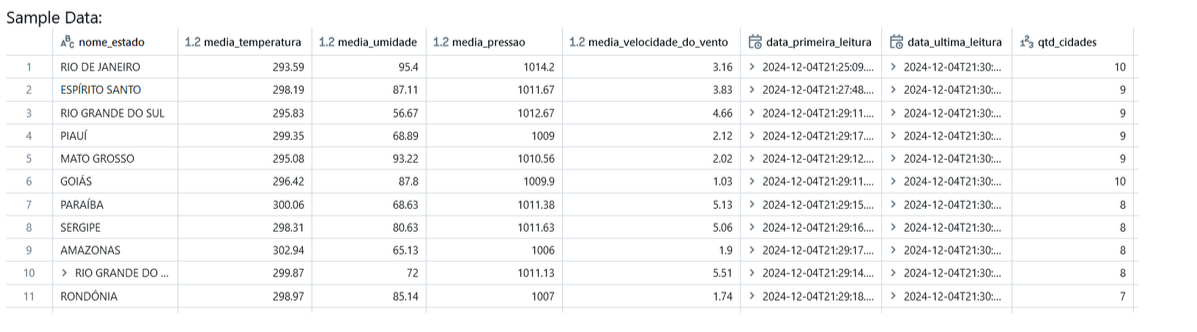 Sample Data:
ABC nome_estado 1.2 media_temperatura 1.2 media_umidade 1.2 media_pressao 1.2 media_velocidade_do_vento data_primeira_leitura data_ultima_leitura 123 qtd_cidades
1 RIO DE JANEIRO 293.59 95.4 1014.2 3.16 > 2024-12-04T21:25:09.... > 2024-12-04T21:30:... 10
2 ESPÍRITO SANTO 298.19 87.11 1011.67 3.83 > 2024-12-04T21:27:48.... > 2024-12-04T21:30:... 9
3 RIO GRANDE DO SUL 295.83 56.67 1012.67 4.66 > 2024-12-04T21:29:11.... > 2024-12-04T21:30:... 9
4 PIAUÍ 299.35 68.89 1009 2.12 > 2024-12-04T21:29:17.... > 2024-12-04T21:30:... 9
5 MATO GROSSO 295.08 93.22 1010.56 2.02 > 2024-12-04T21:29:12.... > 2024-12-04T21:30:... 9
6 GOIÁS 296.42 87.8 1009.9 1.03 > 2024-12-04T21:29:11.... > 2024-12-04T21:30:... 10
7 PARAÍBA 300.06 68.63 1011.38 5.13 > 2024-12-04T21:29:15.... > 2024-12-04T21:30:... 8
8 SERGIPE 298.31 80.63 1011.63 5.06 > 2024-12-04T21:29:16.... > 2024-12-04T21:30:... 8
9 AMAZONAS 302.94 65.13 1006 1.9 > 2024-12-04T21:29:17.... > 2024-12-04T21:30:... 8
10 > RIO GRANDE DO ... 299.87 72 1011.13 5.51 > 2024-12-04T21:29:14.... > 2024-12-04T21:30:... 8
11 RONDÔNIA 298.97 85.14 1007 1.74 > 2024-12-04T21:29:18.... > 2024-12-04T21:30:... 7